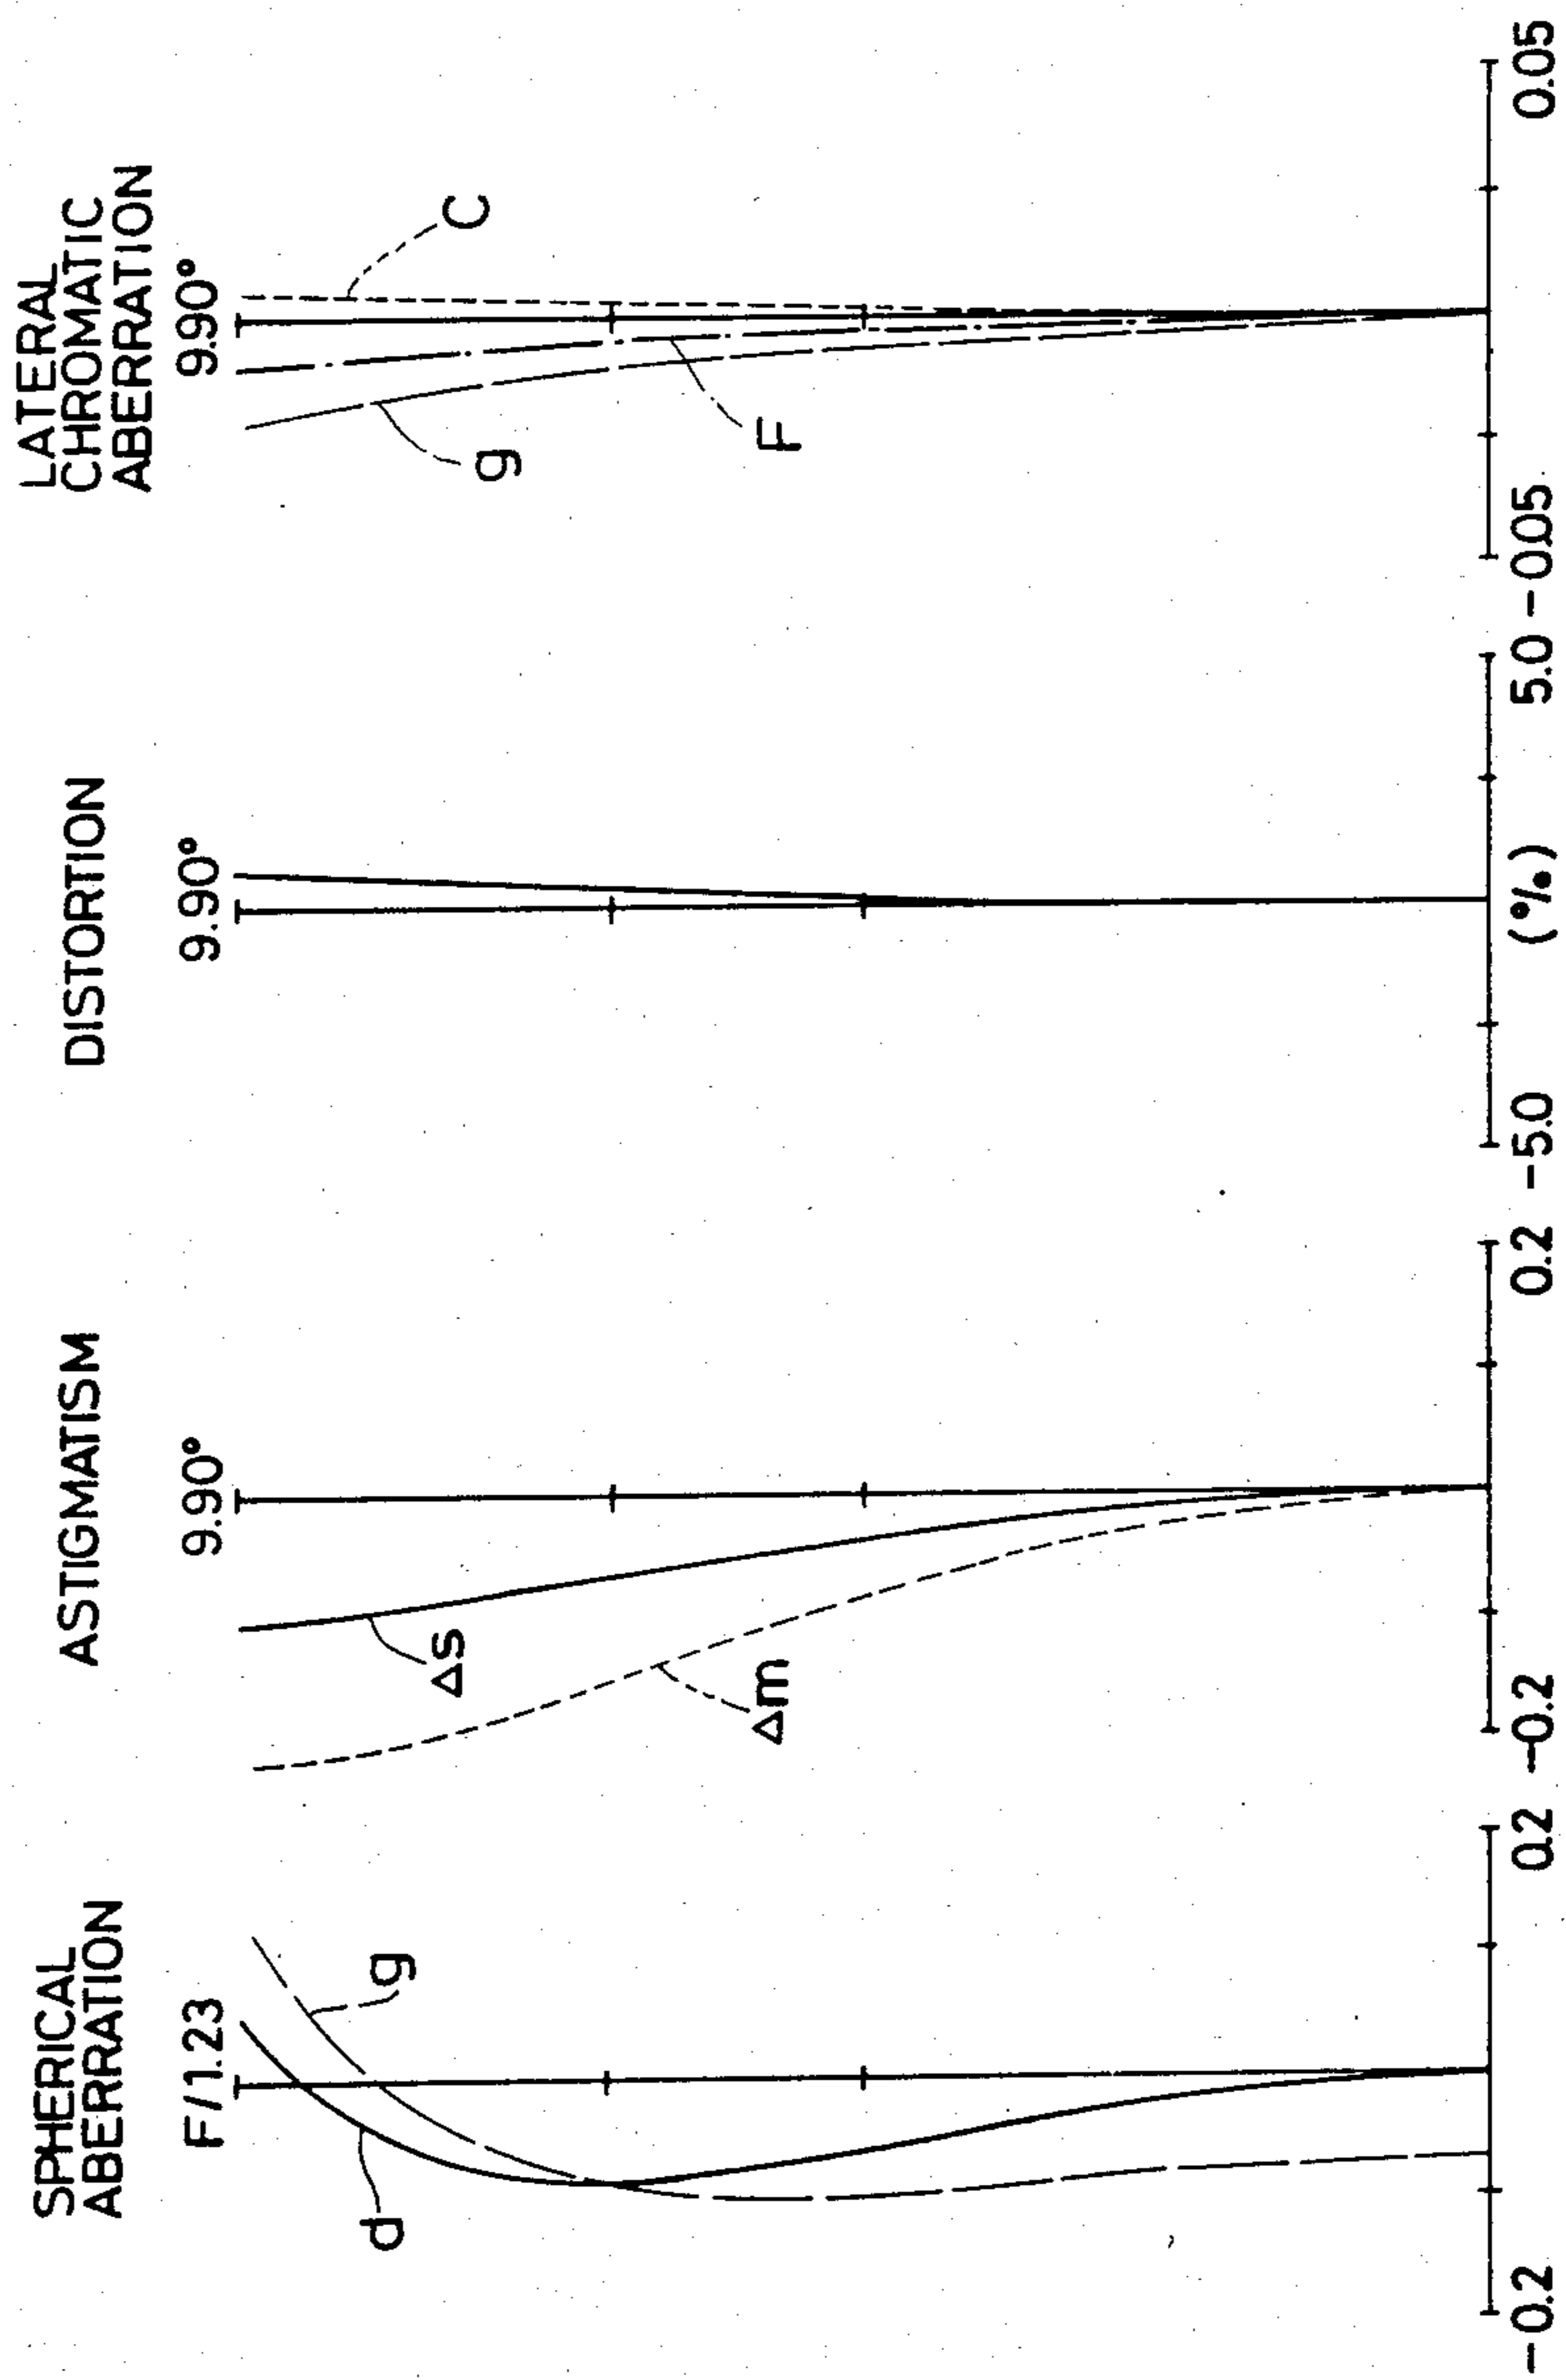 SPHERICAL
ABERRATION
F/1.23
d
g
-0.2
0.2
ASTIGMATISM
9.90°
Δs
Δm
-0.2
0.2
DISTORTION
9.90°
-5.0
(%)
5.0
LATERAL
CHROMATIC
ABERRATION
9.90°
g
F
C
-0.05
0.05